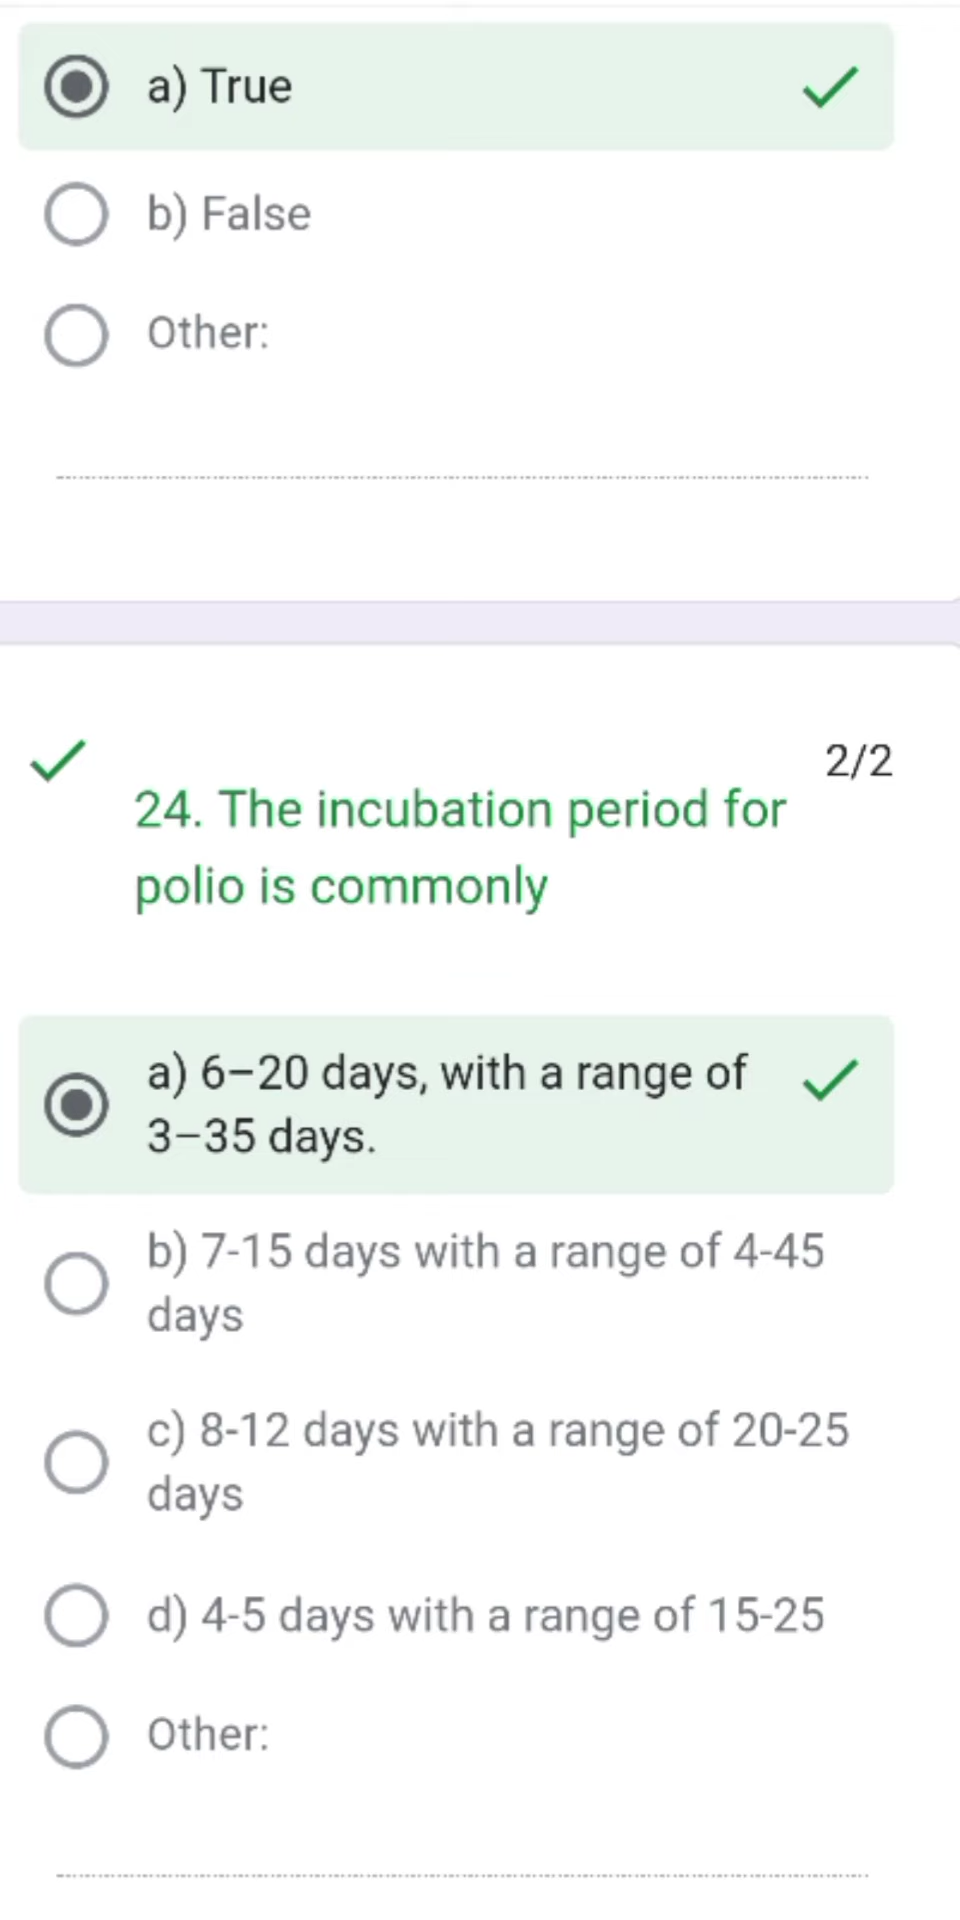 a) True
b) False
Other:
2/2
24. The incubation period for
polio is commonly
a) 6–20 days, with a range of
3–35 days.
b) 7-15 days with a range of 4-45
days
c) 8-12 days with a range of 20-25
days
d) 4-5 days with a range of 15-25
Other: